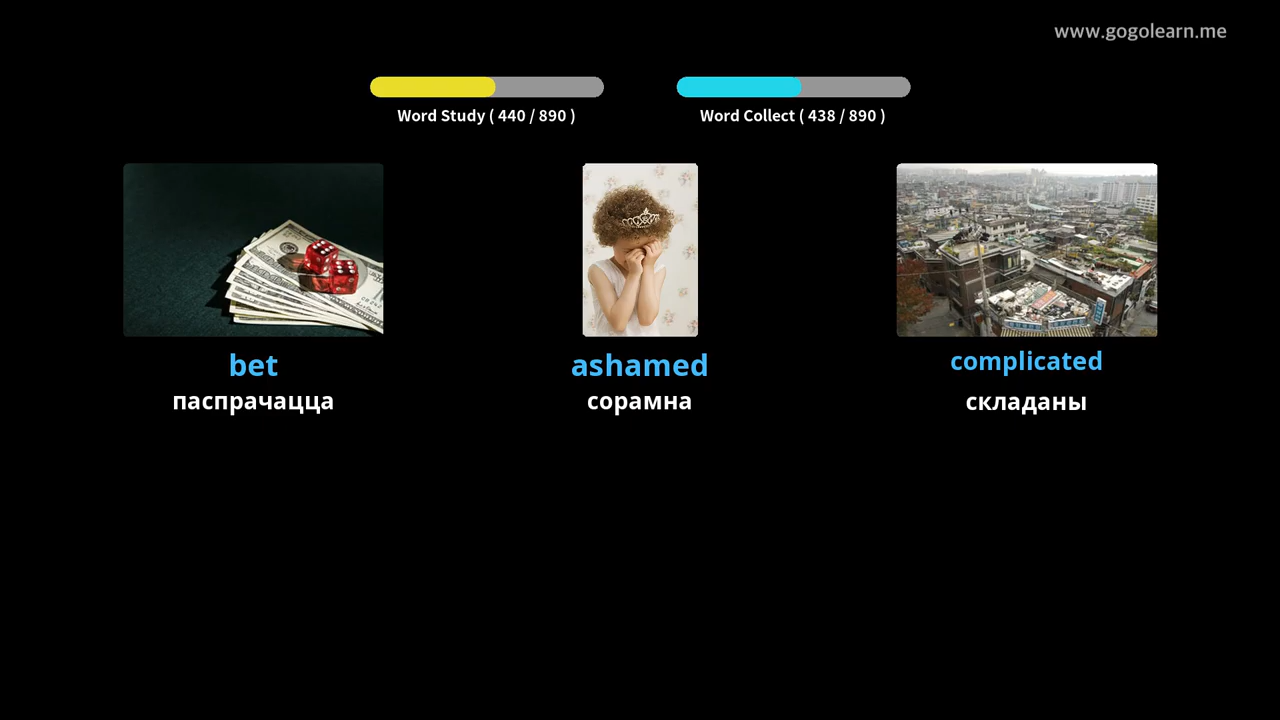 www.gogolearn.me
Word Study ( 440 / 890 )
Word Collect ( 438 / 890 )
bet
ashamed
complicated
паспрачацца
сорамна
складаны